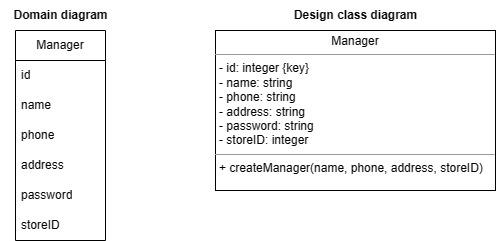 Domain diagram
Manager
id
name
phone
address
password
storeID
Design class diagram
Manager
- id: integer {key}
- name: string
- phone: string
- address: string
- password: string
- storeID: integer
+ createManager(name, phone, address, storeID)